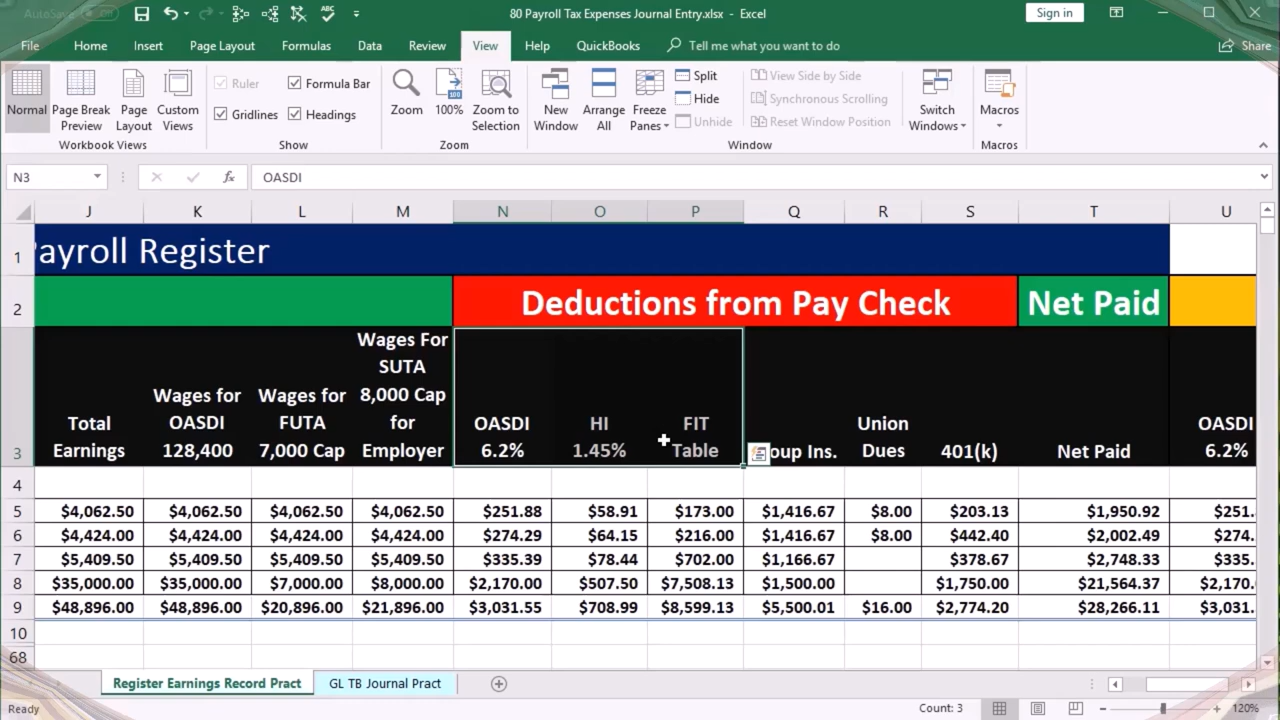 AutoSave Off
80 Payroll Tax Expenses Journal Entry.xlsx - Excel
Sign in
File Home Insert Page Layout Formulas Data Review View Help QuickBooks Tell me what you want to do Share
Normal
Page Break Preview
Page Layout
Custom Views
Workbook Views
Ruler
Formula Bar
Gridlines
Headings
Show
Zoom
100%
Zoom to Selection
Zoom
New Window
Arrange All
Freeze Panes
Split
Hide
Unhide
View Side by Side
Synchronous Scrolling
Reset Window Position
Window
Switch Windows
Macros
Macros
N3 fx OASDI
J K L M N O P Q R S T U
1 ayroll Register
2 Deductions from Pay Check Net Paid
3
Total Earnings
Wages for OASDI 128,400
Wages for FUTA 7,000 Cap
Wages For SUTA 8,000 Cap for Employer
OASDI 6.2%
HI 1.45%
FIT Table
oup Ins.
Union Dues
401(k)
Net Paid
OASDI 6.2%
4
5 $4,062.50 $4,062.50 $4,062.50 $4,062.50 $251.88 $58.91 $173.00 $1,416.67 $8.00 $203.13 $1,950.92 $251.
6 $4,424.00 $4,424.00 $4,424.00 $4,424.00 $274.29 $64.15 $216.00 $1,416.67 $8.00 $442.40 $2,002.49 $274.
7 $5,409.50 $5,409.50 $5,409.50 $5,409.50 $335.39 $78.44 $702.00 $1,166.67 $378.67 $2,748.33 $335.
8 $35,000.00 $35,000.00 $7,000.00 $8,000.00 $2,170.00 $507.50 $7,508.13 $1,500.00 $1,750.00 $21,564.37 $2,170.
9 $48,896.00 $48,896.00 $20,896.00 $21,896.00 $3,031.55 $708.99 $8,599.13 $5,500.01 $16.00 $2,774.20 $28,266.11 $3,031.
10
68
Register Earnings Record Pract GL TB Journal Pract
Ready Count: 3 120%